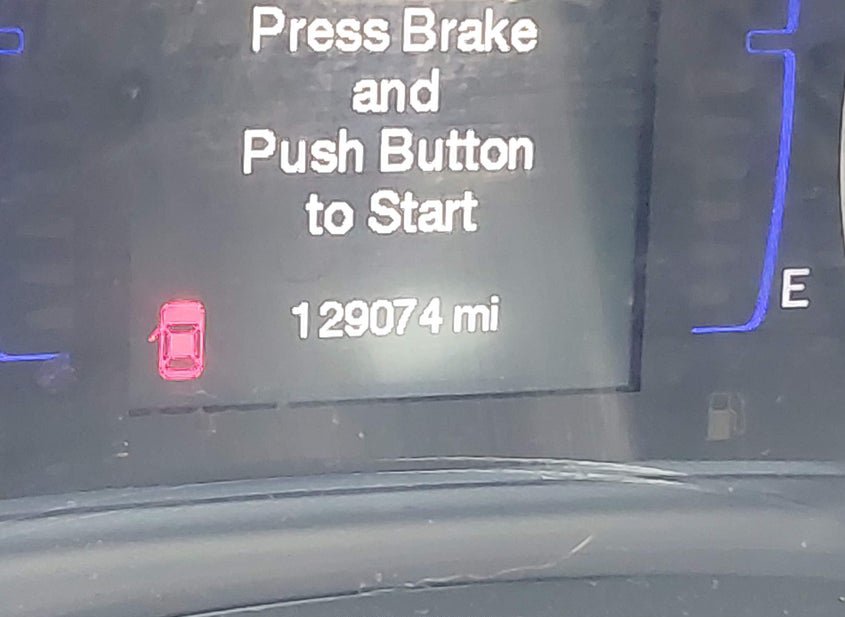 Press Brake
and
Push Button
to Start
129074 mi
E